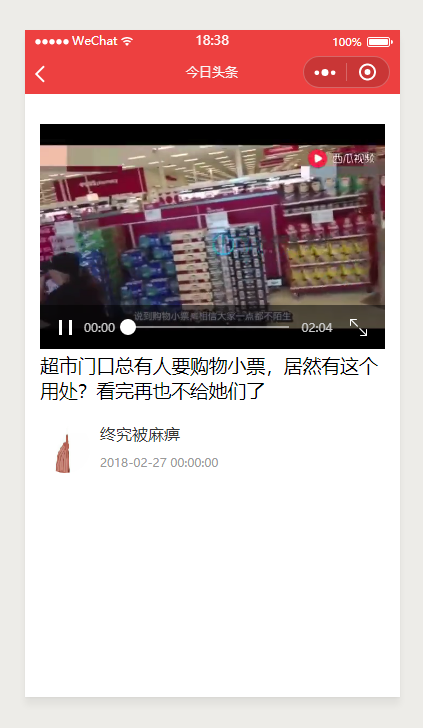 WeChat
18:38
100%
今日头条
西瓜视频
说到购物小票 相信大家一点都不陌生
00:00
02:04
超市门口总有人要购物小票，居然有这个
用处？看完再也不给她们了
终究被麻痹
2018-02-27 00:00:00